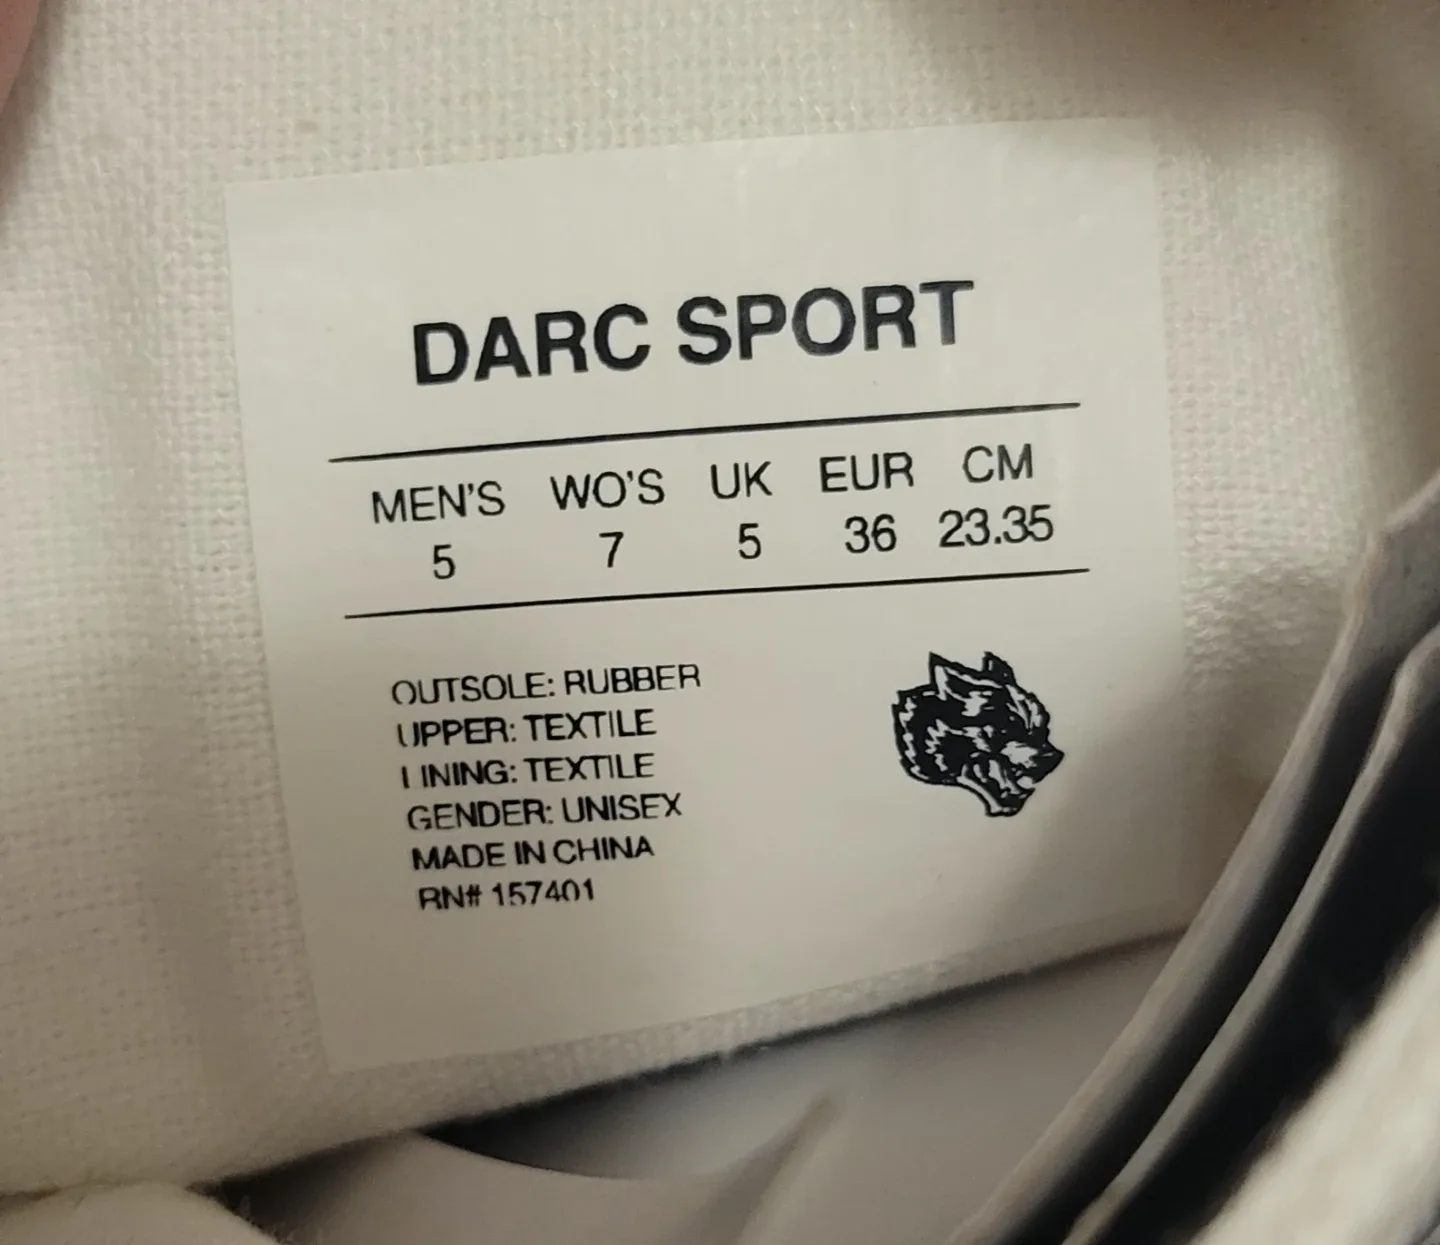 DARC SPORT
MEN'S WO'S UK EUR CM
5 7 5 36 23.35
OUTSOLE: RUBBER
UPPER: TEXTILE
LINING: TEXTILE
GENDER: UNISEX
MADE IN CHINA
RN# 157401